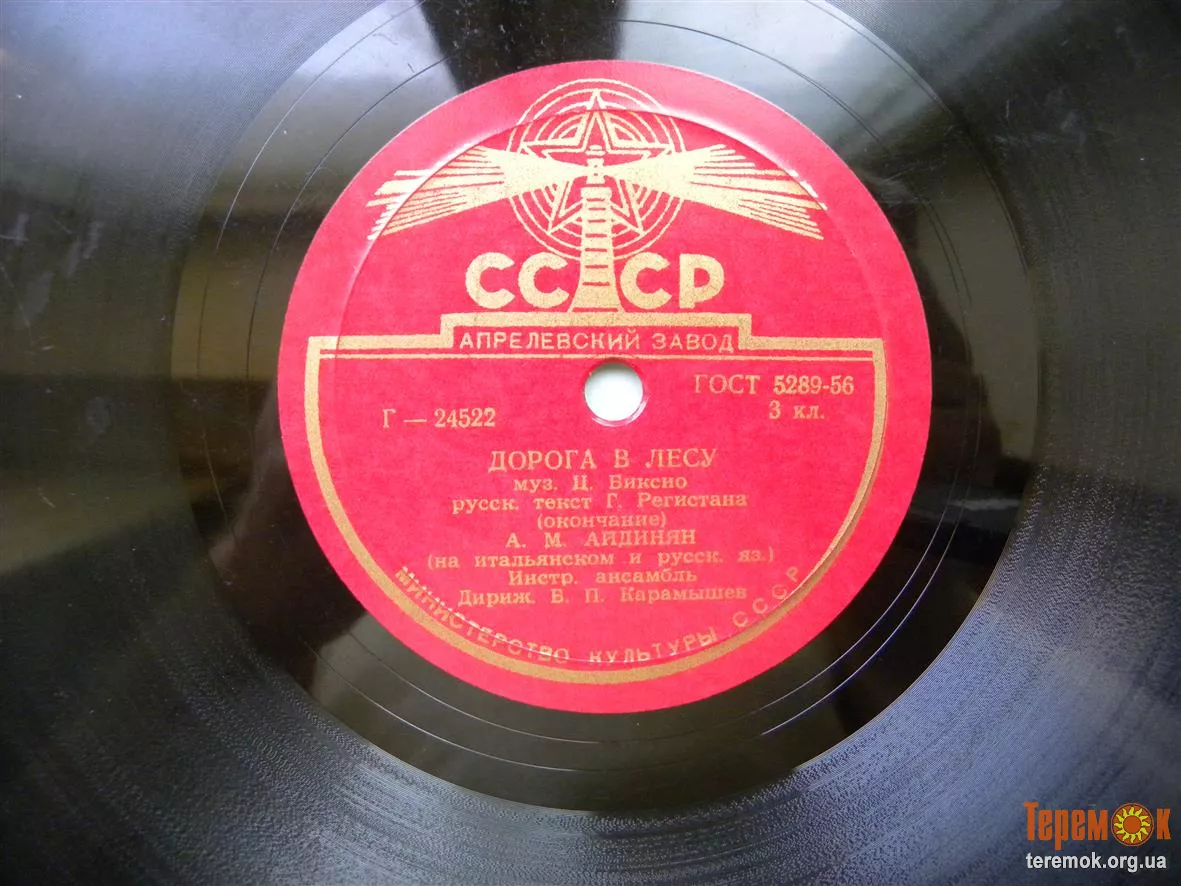 СССР
АПРЕЛЕВСКИЙ ЗАВОД
ГОСТ 5289-56
3 кл.
Г — 24522
ДОРОГА В ЛЕСУ
муз. Ц. Биксио
русск. текст Г. Регистана
(окончание)
А. М. АЙДИНЯН
(на итальянском и русск. яз.)
Инстр. ансамбль
Дириж. Б. П. Карамышев
МИНИСТЕРСТВО КУЛЬТУРЫ СССР
Теремок
teremok.org.ua